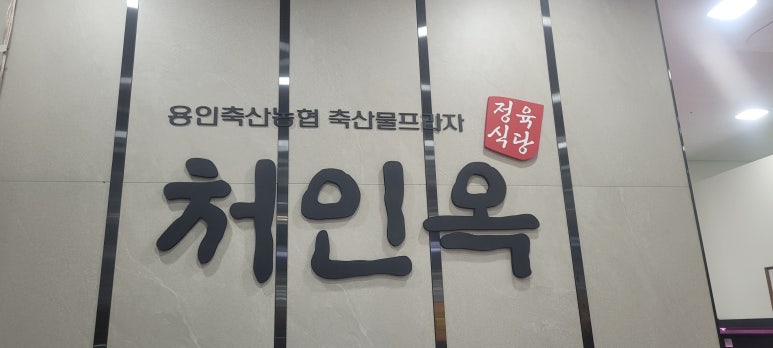 용인축산농협 축산물프라자
정육
식당
처인옥